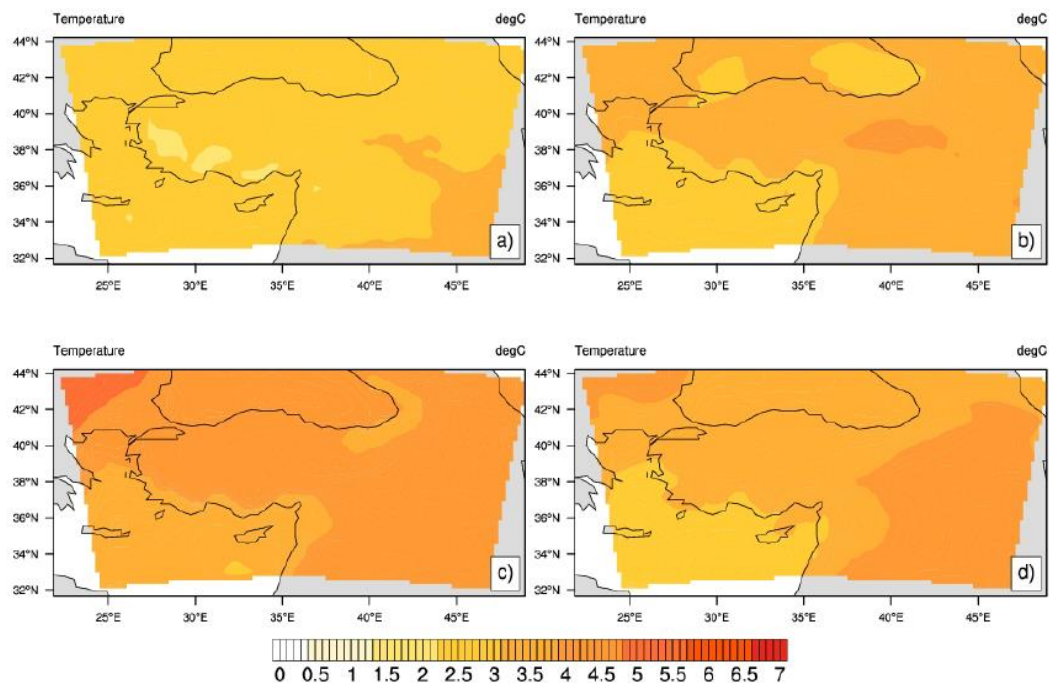 Temperature degC Temperature degC
44°N 44°N
42°N 42°N
40°N 40°N
38°N 38°N
36°N 36°N
34°N 34°N
32°N a) 32°N b)
25°E 30°E 35°E 40°E 45°E 25°E 30°E 35°E 40°E 45°E
Temperature degC Temperature degC
44°N 44°N
42°N 42°N
40°N 40°N
38°N 38°N
36°N 36°N
34°N 34°N
32°N c) 32°N d)
25°E 30°E 35°E 40°E 45°E 25°E 30°E 35°E 40°E 45°E
0 0.5 1 1.5 2 2.5 3 3.5 4 4.5 5 5.5 6 6.5 7